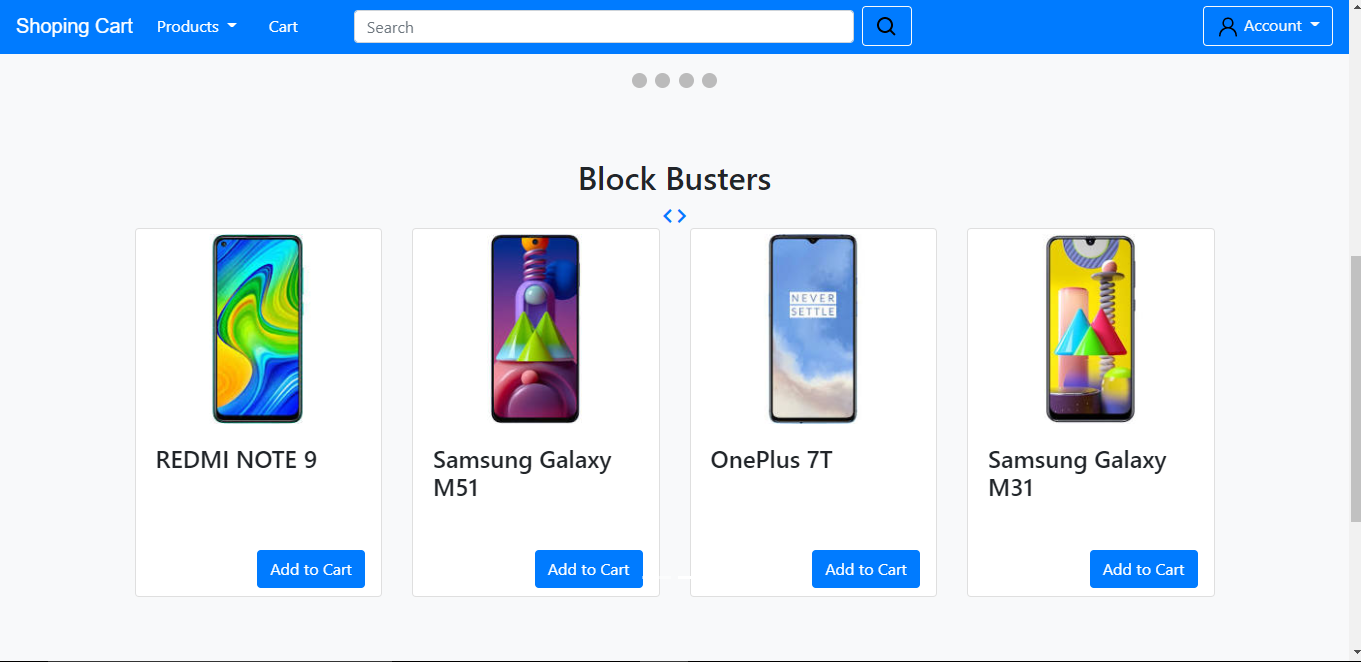 Shoping Cart Products Cart Search Account
Block Busters
NEVER
SETTLE
REDMI NOTE 9
Samsung Galaxy
M51
OnePlus 7T
Samsung Galaxy
M31
Add to Cart Add to Cart Add to Cart Add to Cart